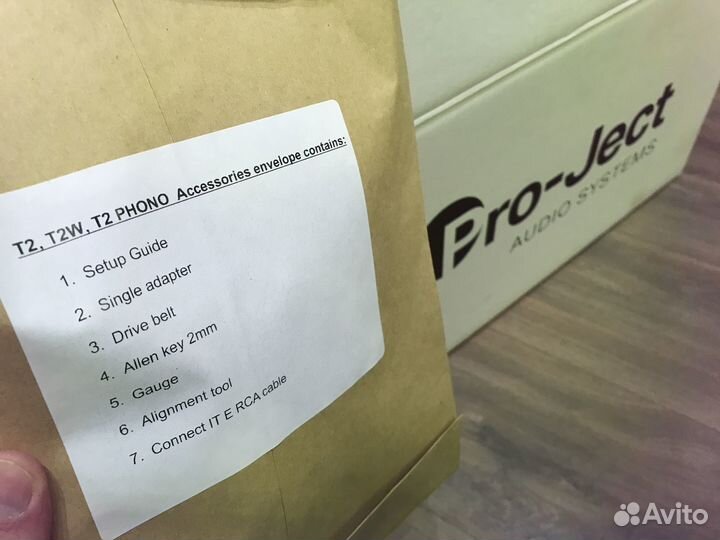 T2, T2W, T2 PHONO Accessories envelope contains:
1. Setup Guide
2. Single adapter
3. Drive belt
4. Allen key 2mm
5. Gauge
6. Alignment tool
7. Connect IT E RCA cable
Pro-Ject
AUDIO SYSTEMS
Avito